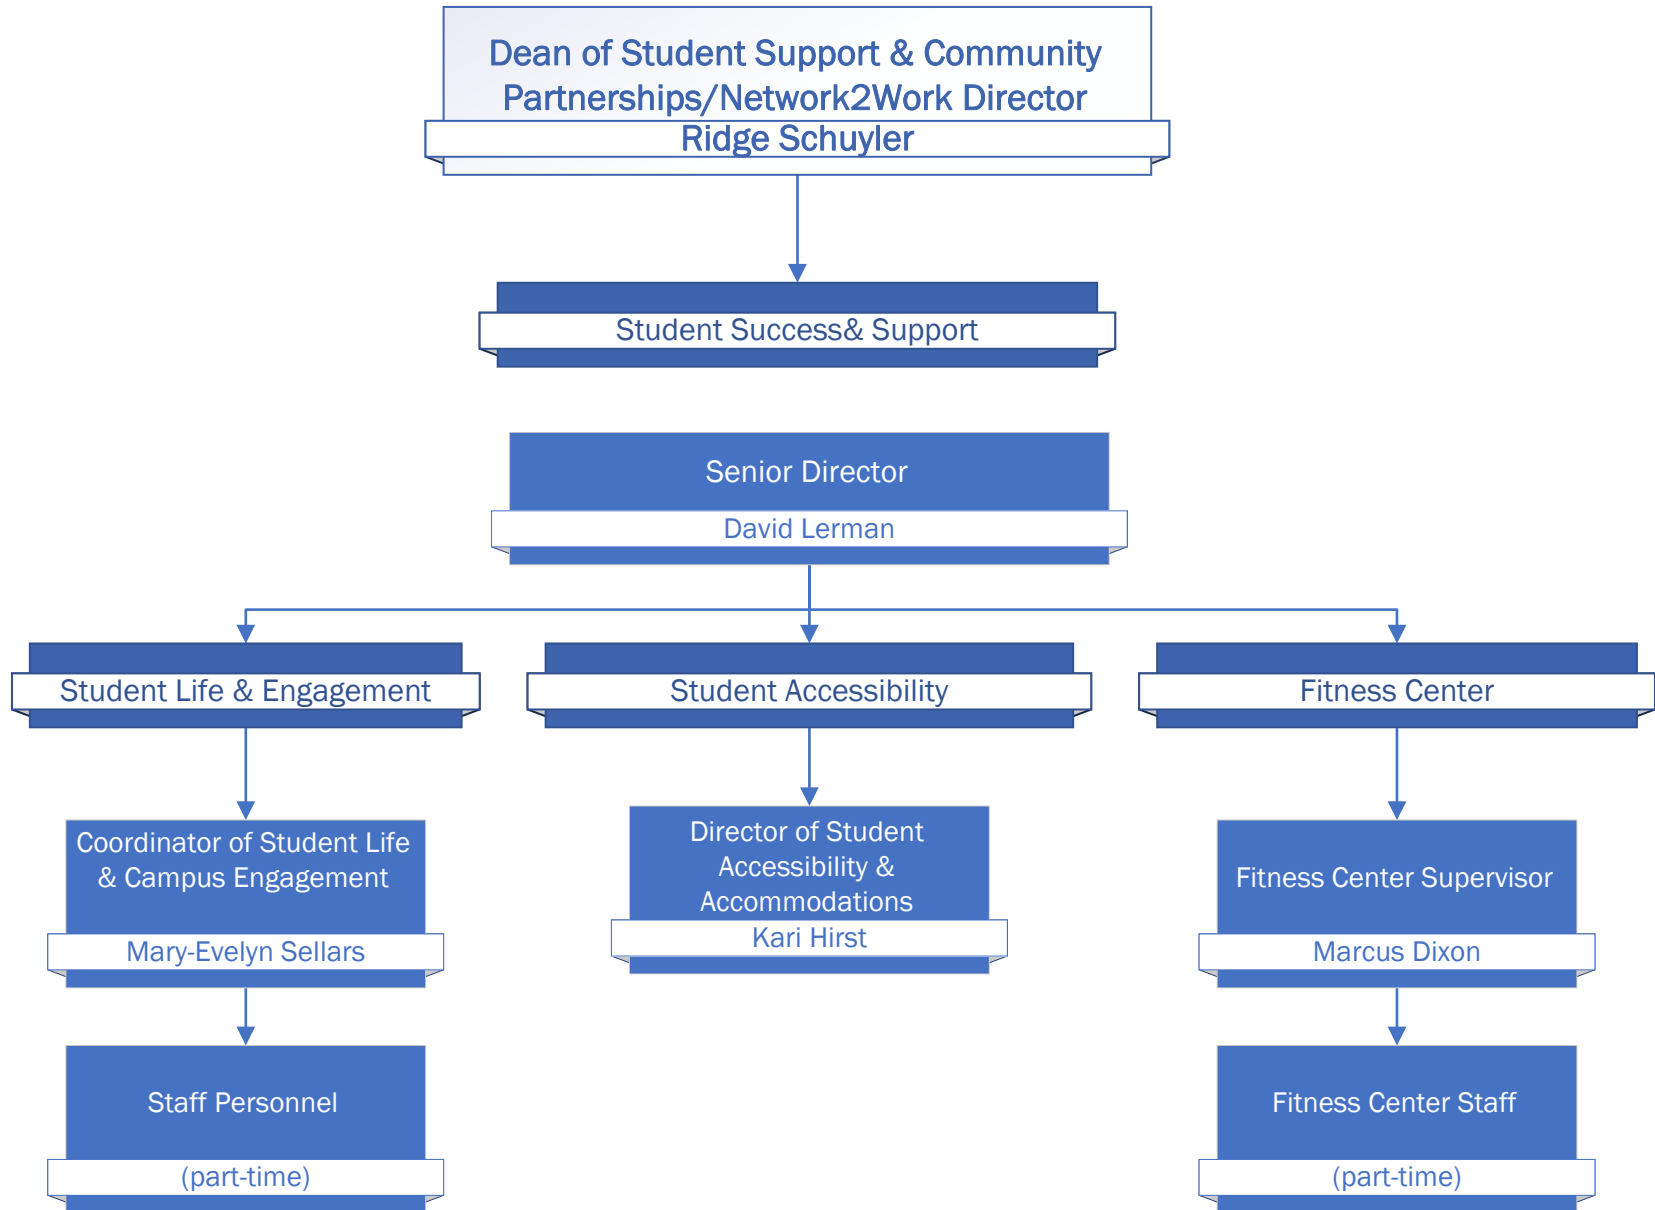 Dean of Student Support & Community
Partnerships/Network2Work Director
Ridge Schuyler
Student Success& Support
Senior Director
David Lerman
Student Life & Engagement
Student Accessibility
Fitness Center
Coordinator of Student Life
& Campus Engagement
Mary-Evelyn Sellars
Director of Student
Accessibility &
Accommodations
Kari Hirst
Fitness Center Supervisor
Marcus Dixon
Staff Personnel
(part-time)
Fitness Center Staff
(part-time)